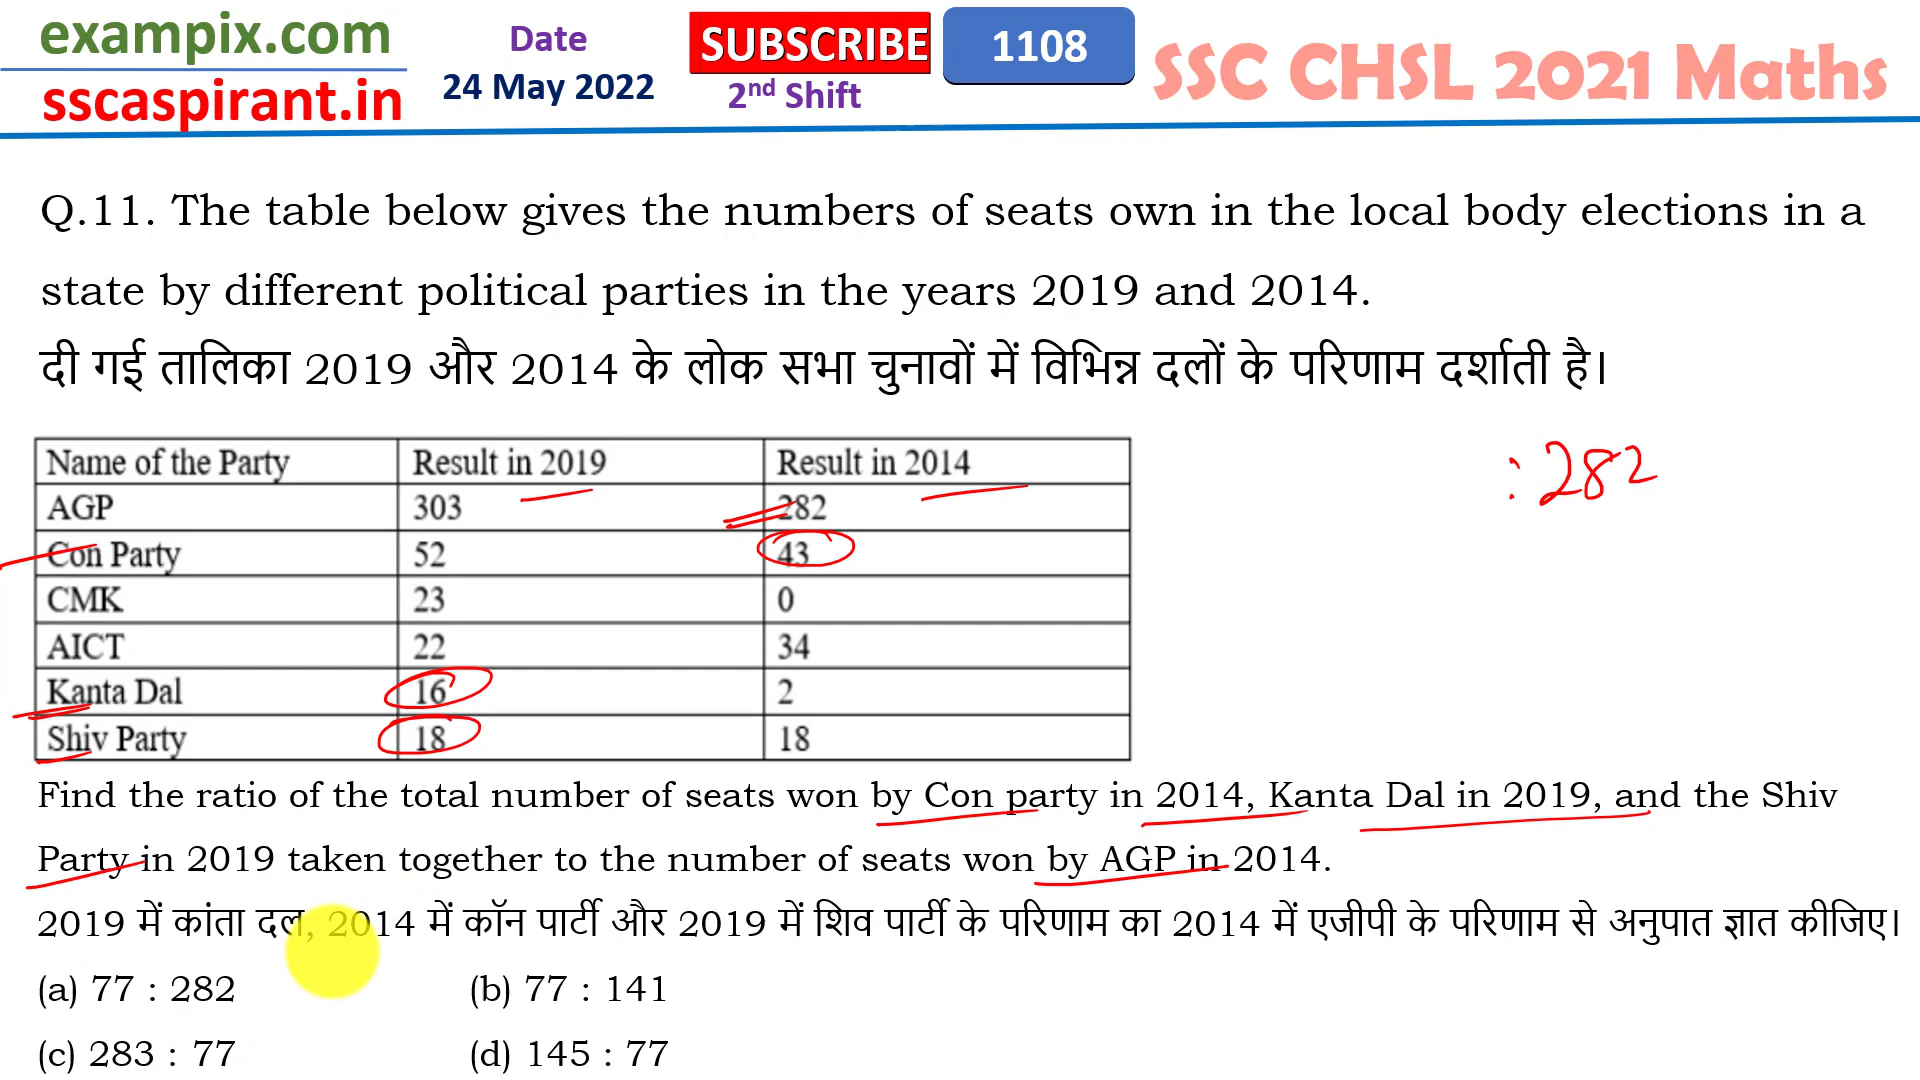 exampix.com
sscaspirant.in
Date
24 May 2022
SUBSCRIBE
2nd Shift
1108
SSC CHSL 2021 Maths
Q.11. The table below gives the numbers of seats own in the local body elections in a
state by different political parties in the years 2019 and 2014.
दी गई तालिका 2019 और 2014 के लोक सभा चुनावों में विभिन्न दलों के परिणाम दर्शाती है।
: 282
Name of the Party Result in 2019 Result in 2014
AGP 303 282
Con Party 52 43
CMK 23 0
AICT 22 34
Kanta Dal 16 2
Shiv Party 18 18
Find the ratio of the total number of seats won by Con party in 2014, Kanta Dal in 2019, and the Shiv
Party in 2019 taken together to the number of seats won by AGP in 2014.
2019 में कांता दल, 2014 में कॉन पार्टी और 2019 में शिव पार्टी के परिणाम का 2014 में एजीपी के परिणाम से अनुपात ज्ञात कीजिए।
(a) 77 : 282 (b) 77 : 141
(c) 283 : 77 (d) 145 : 77